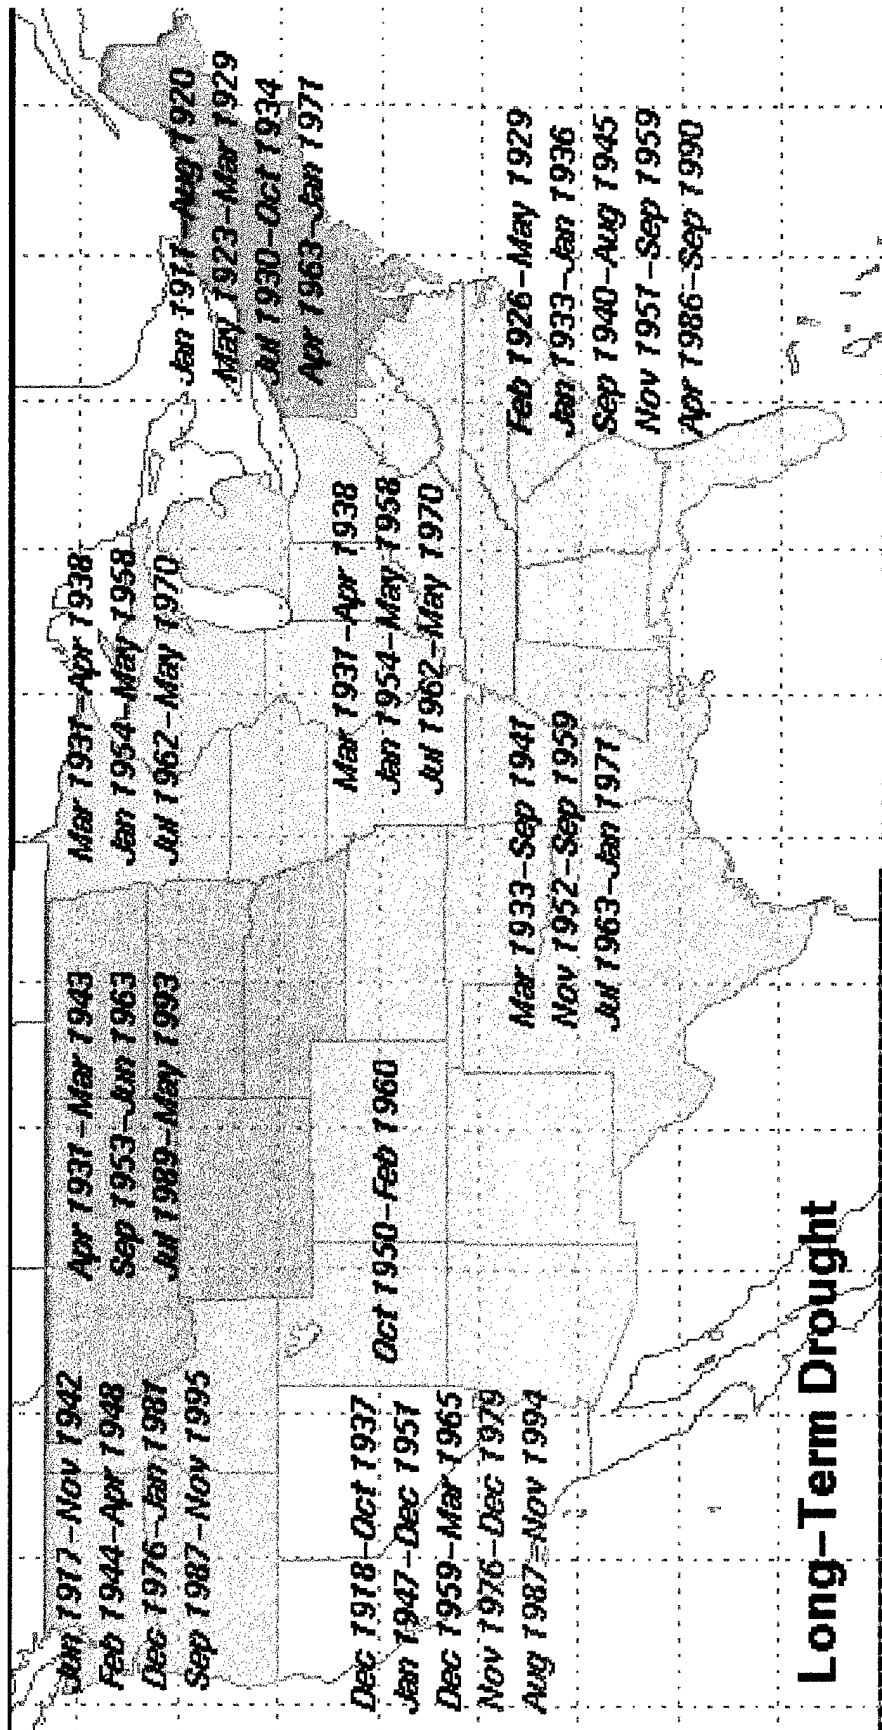 Jun 1917-Nov 1942
Feb 1944-Apr 1948
Dec 1976-Jan 1981
Sep 1987-Nov 1995
Apr 1931-Mar 1943
Sep 1953-Jun 1963
Jul 1989-May 1993
Mar 1931-Apr 1938
Jan 1954-May 1958
Jul 1962-May 1970
Jan 1911-Aug 1920
May 1923-Mar 1929
Jul 1930-Oct 1934
Apr 1963-Jan 1971
Dec 1918-Oct 1937
Jan 1947-Dec 1951
Dec 1959-Mar 1965
Nov 1976-Dec 1979
Aug 1987-Nov 1994
Oct 1950-Feb 1960
Mar 1931-Apr 1938
Jan 1954-May 1958
Jul 1962-May 1970
Mar 1933-Sep 1941
Nov 1952-Sep 1959
Jul 1963-Jan 1971
Feb 1926-May 1929
Jan 1933-Jan 1936
Sep 1940-Aug 1945
Nov 1951-Sep 1959
Apr 1986-Sep 1990
Long-Term Drought